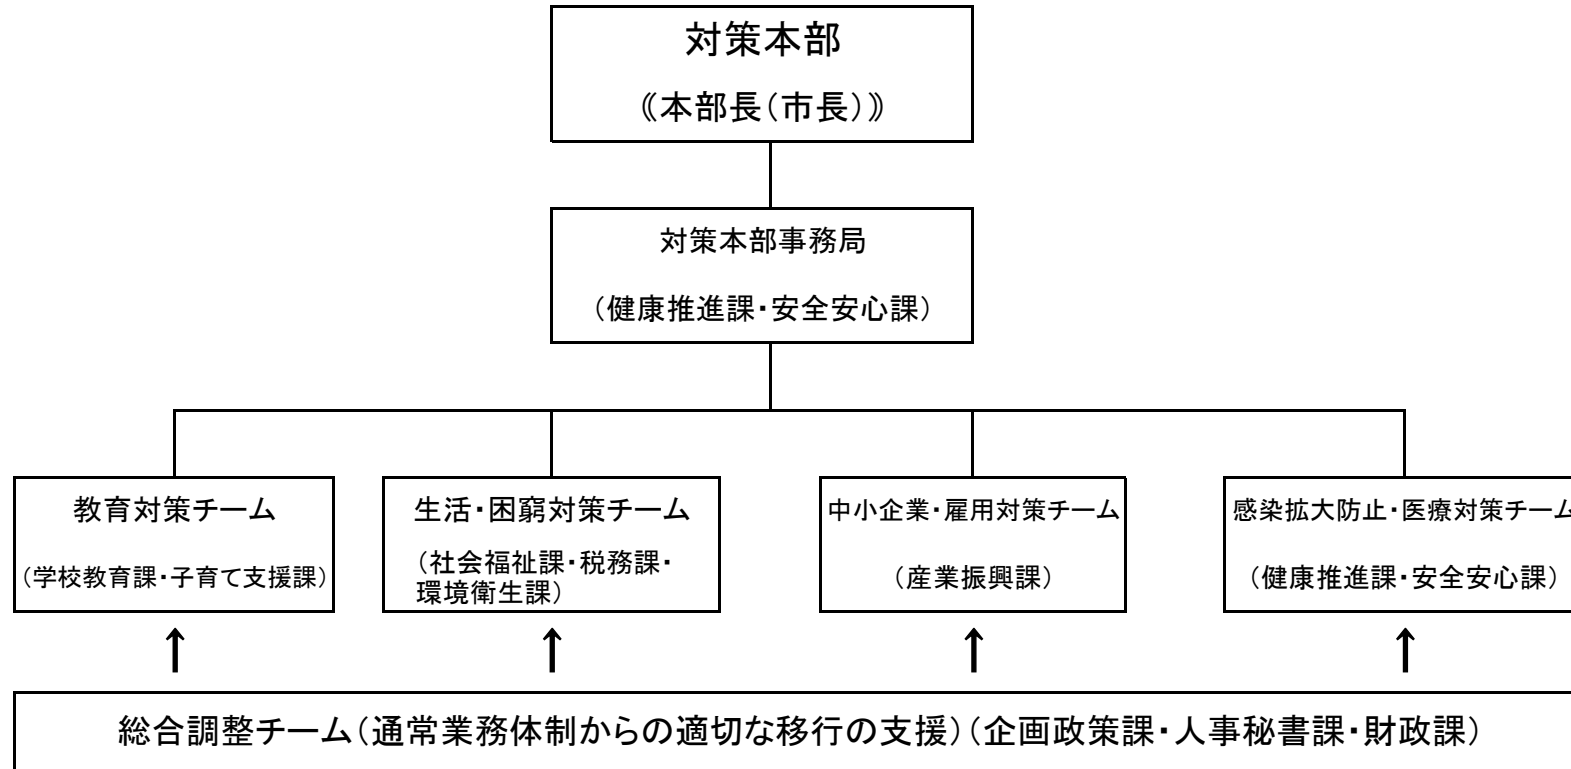 対策本部
《本部長（市長）》
対策本部事務局
（健康推進課・安全安心課）
教育対策チーム
（学校教育課・子育て支援課）
生活・困窮対策チーム
（社会福祉課・税務課・
環境衛生課）
中小企業・雇用対策チーム
（産業振興課）
感染拡大防止・医療対策チーム
（健康推進課・安全安心課）
↑ ↑ ↑ ↑
総合調整チーム（通常業務体制からの適切な移行の支援）（企画政策課・人事秘書課・財政課）